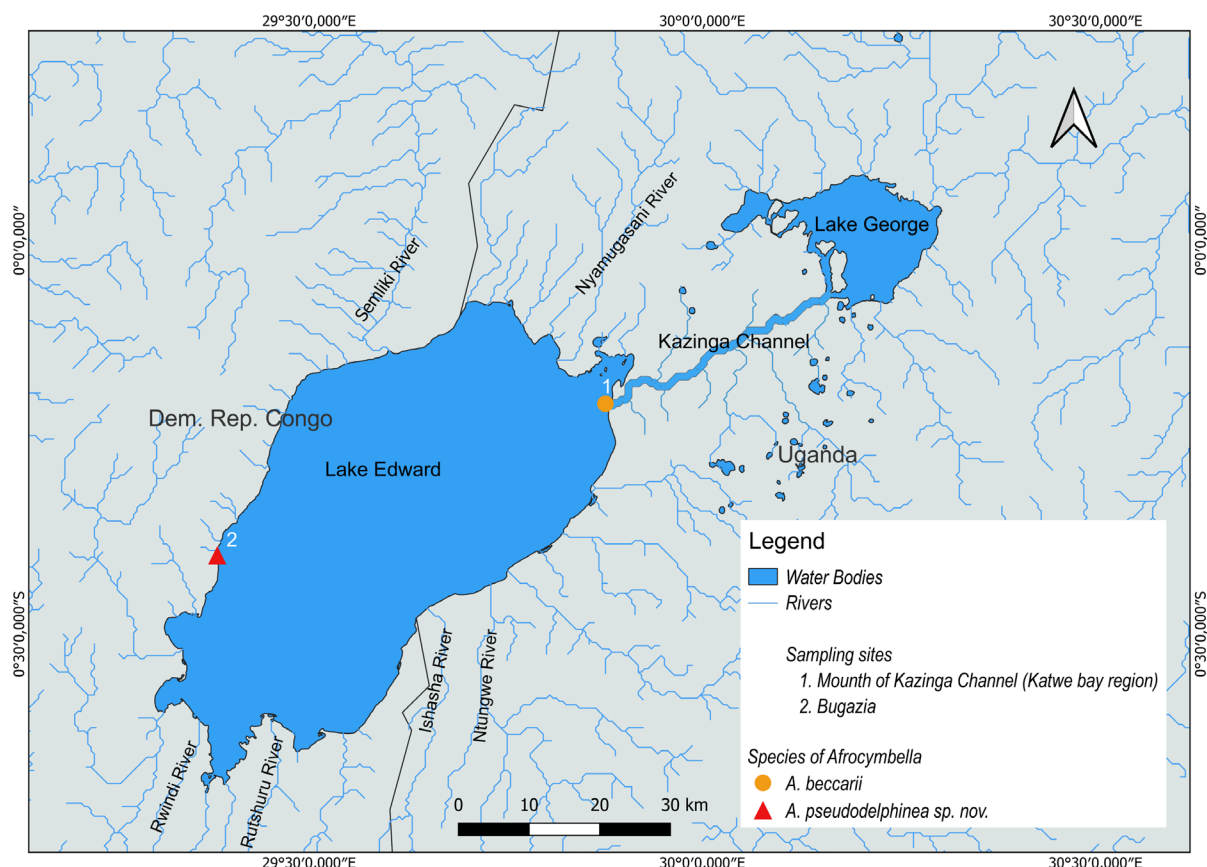 29°30′0,000″E
30°0′0,000″E
30°30′0,000″E
0°0′0,000″
0°0′0,000″
Lake George
Nyamugasani River
Semliki River
Kazinga Channel
1
Dem. Rep. Congo
Uganda
Lake Edward
2
0°30′0,000″S
0°30′0,000″S
Ishasha River
Ntungwe River
Rwindi River
Rutshuru River
Legend
Water Bodies
Rivers
Sampling sites
1. Mounth of Kazinga Channel (Katwe bay region)
2. Bugazia
Species of Afrocymbella
A. beccarii
A. pseudodelphinea sp. nov.
0 10 20 30 km
29°30′0,000″E
30°0′0,000″E
30°30′0,000″E